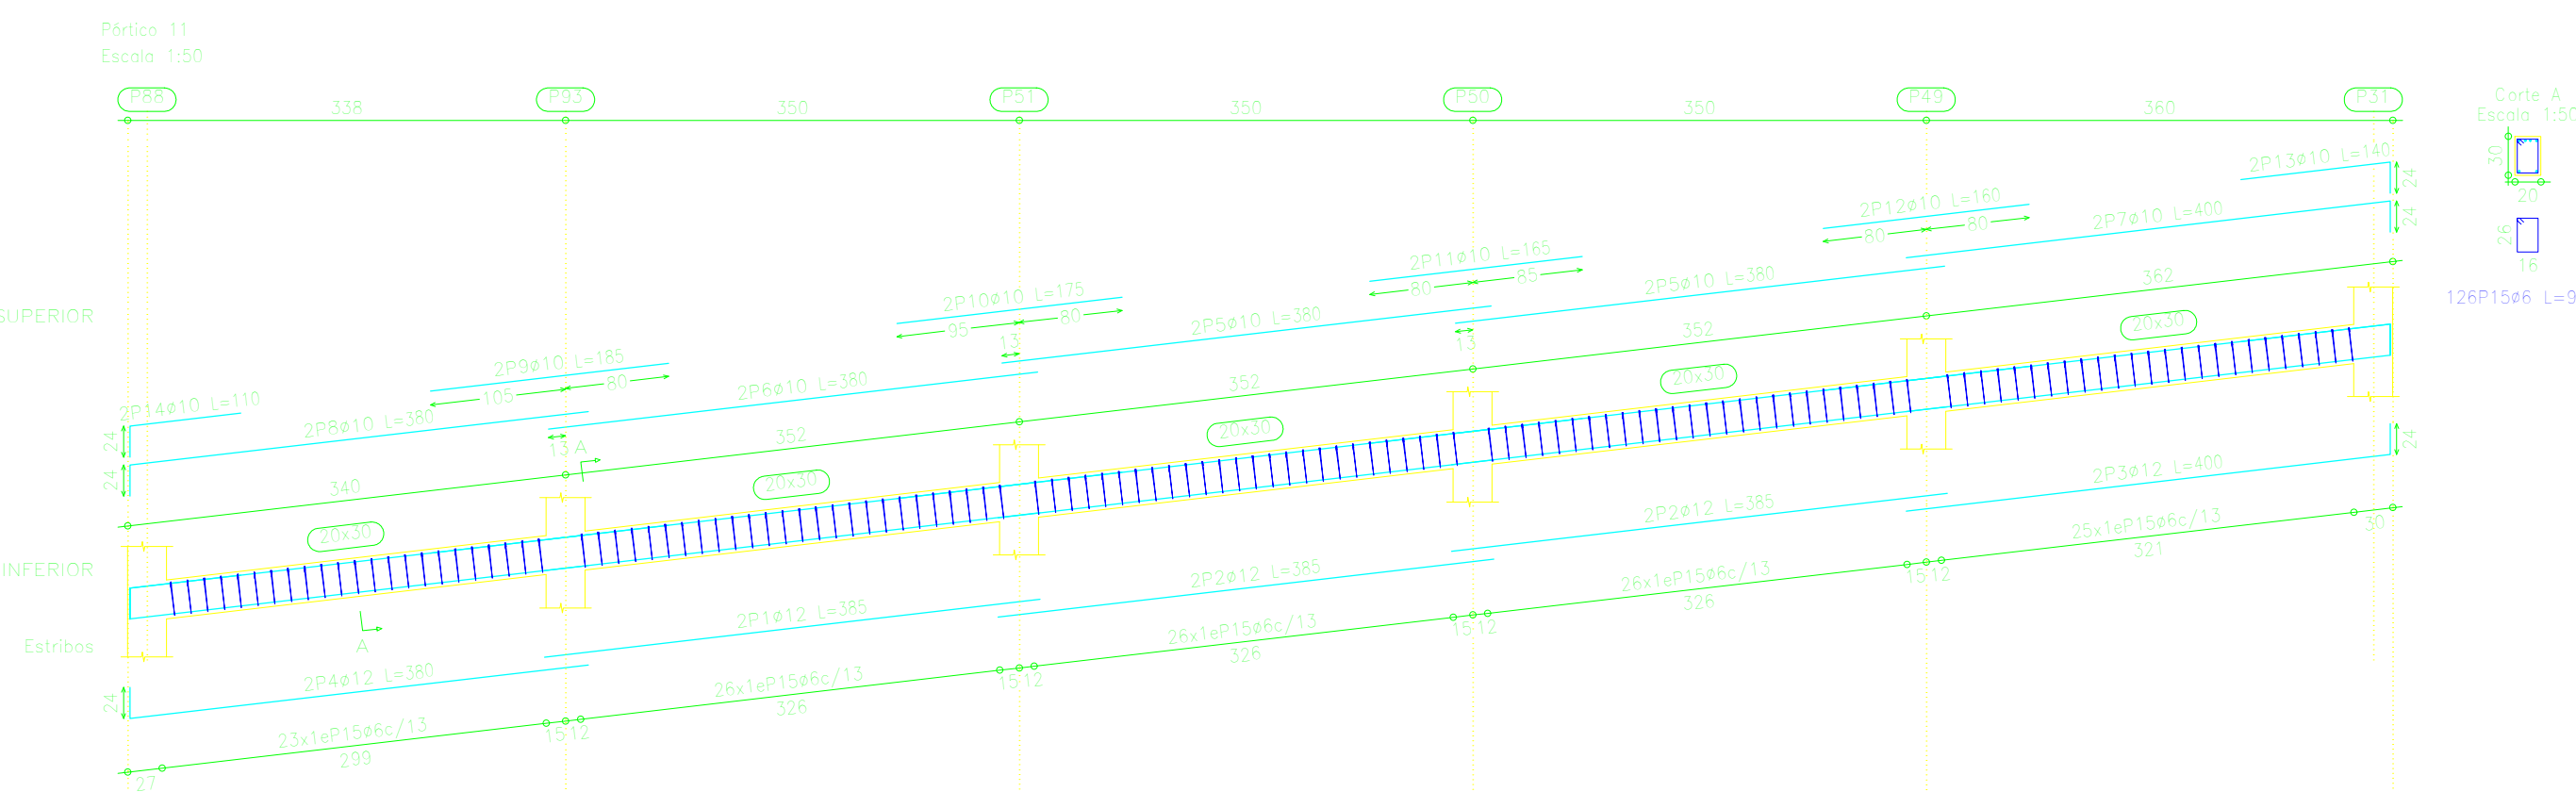 Pórtico 11
Escala 1:50
P88 338 P93 350 P51 350 P50 350 P49 360 P31
Corte A
Escala 1:50
30
20
26
16
126P15ø6 L=9
SUPERIOR
2P13ø10 L=140
24
2P12ø10 L=160
80 80
2P7ø10 L=400
24
2P11ø10 L=165
80 85
2P5ø10 L=380
13
2P10ø10 L=175
95 80
2P5ø10 L=380
13
2P9ø10 L=185
105 80
2P6ø10 L=380
13
2P14ø10 L=110
24
2P8ø10 L=380
24
340 352 352 352 362
A
20x30 20x30 20x30 20x30 20x30
INFERIOR
A
2P4ø12 L=380
24
2P1ø12 L=385
2P2ø12 L=385
2P2ø12 L=385
2P3ø12 L=400
24
Estribos
23x1eP15ø6c/13
27 299 15 12
26x1eP15ø6c/13
326 15 12
26x1eP15ø6c/13
326 15 12
26x1eP15ø6c/13
326 15 12
25x1eP15ø6c/13
321 30